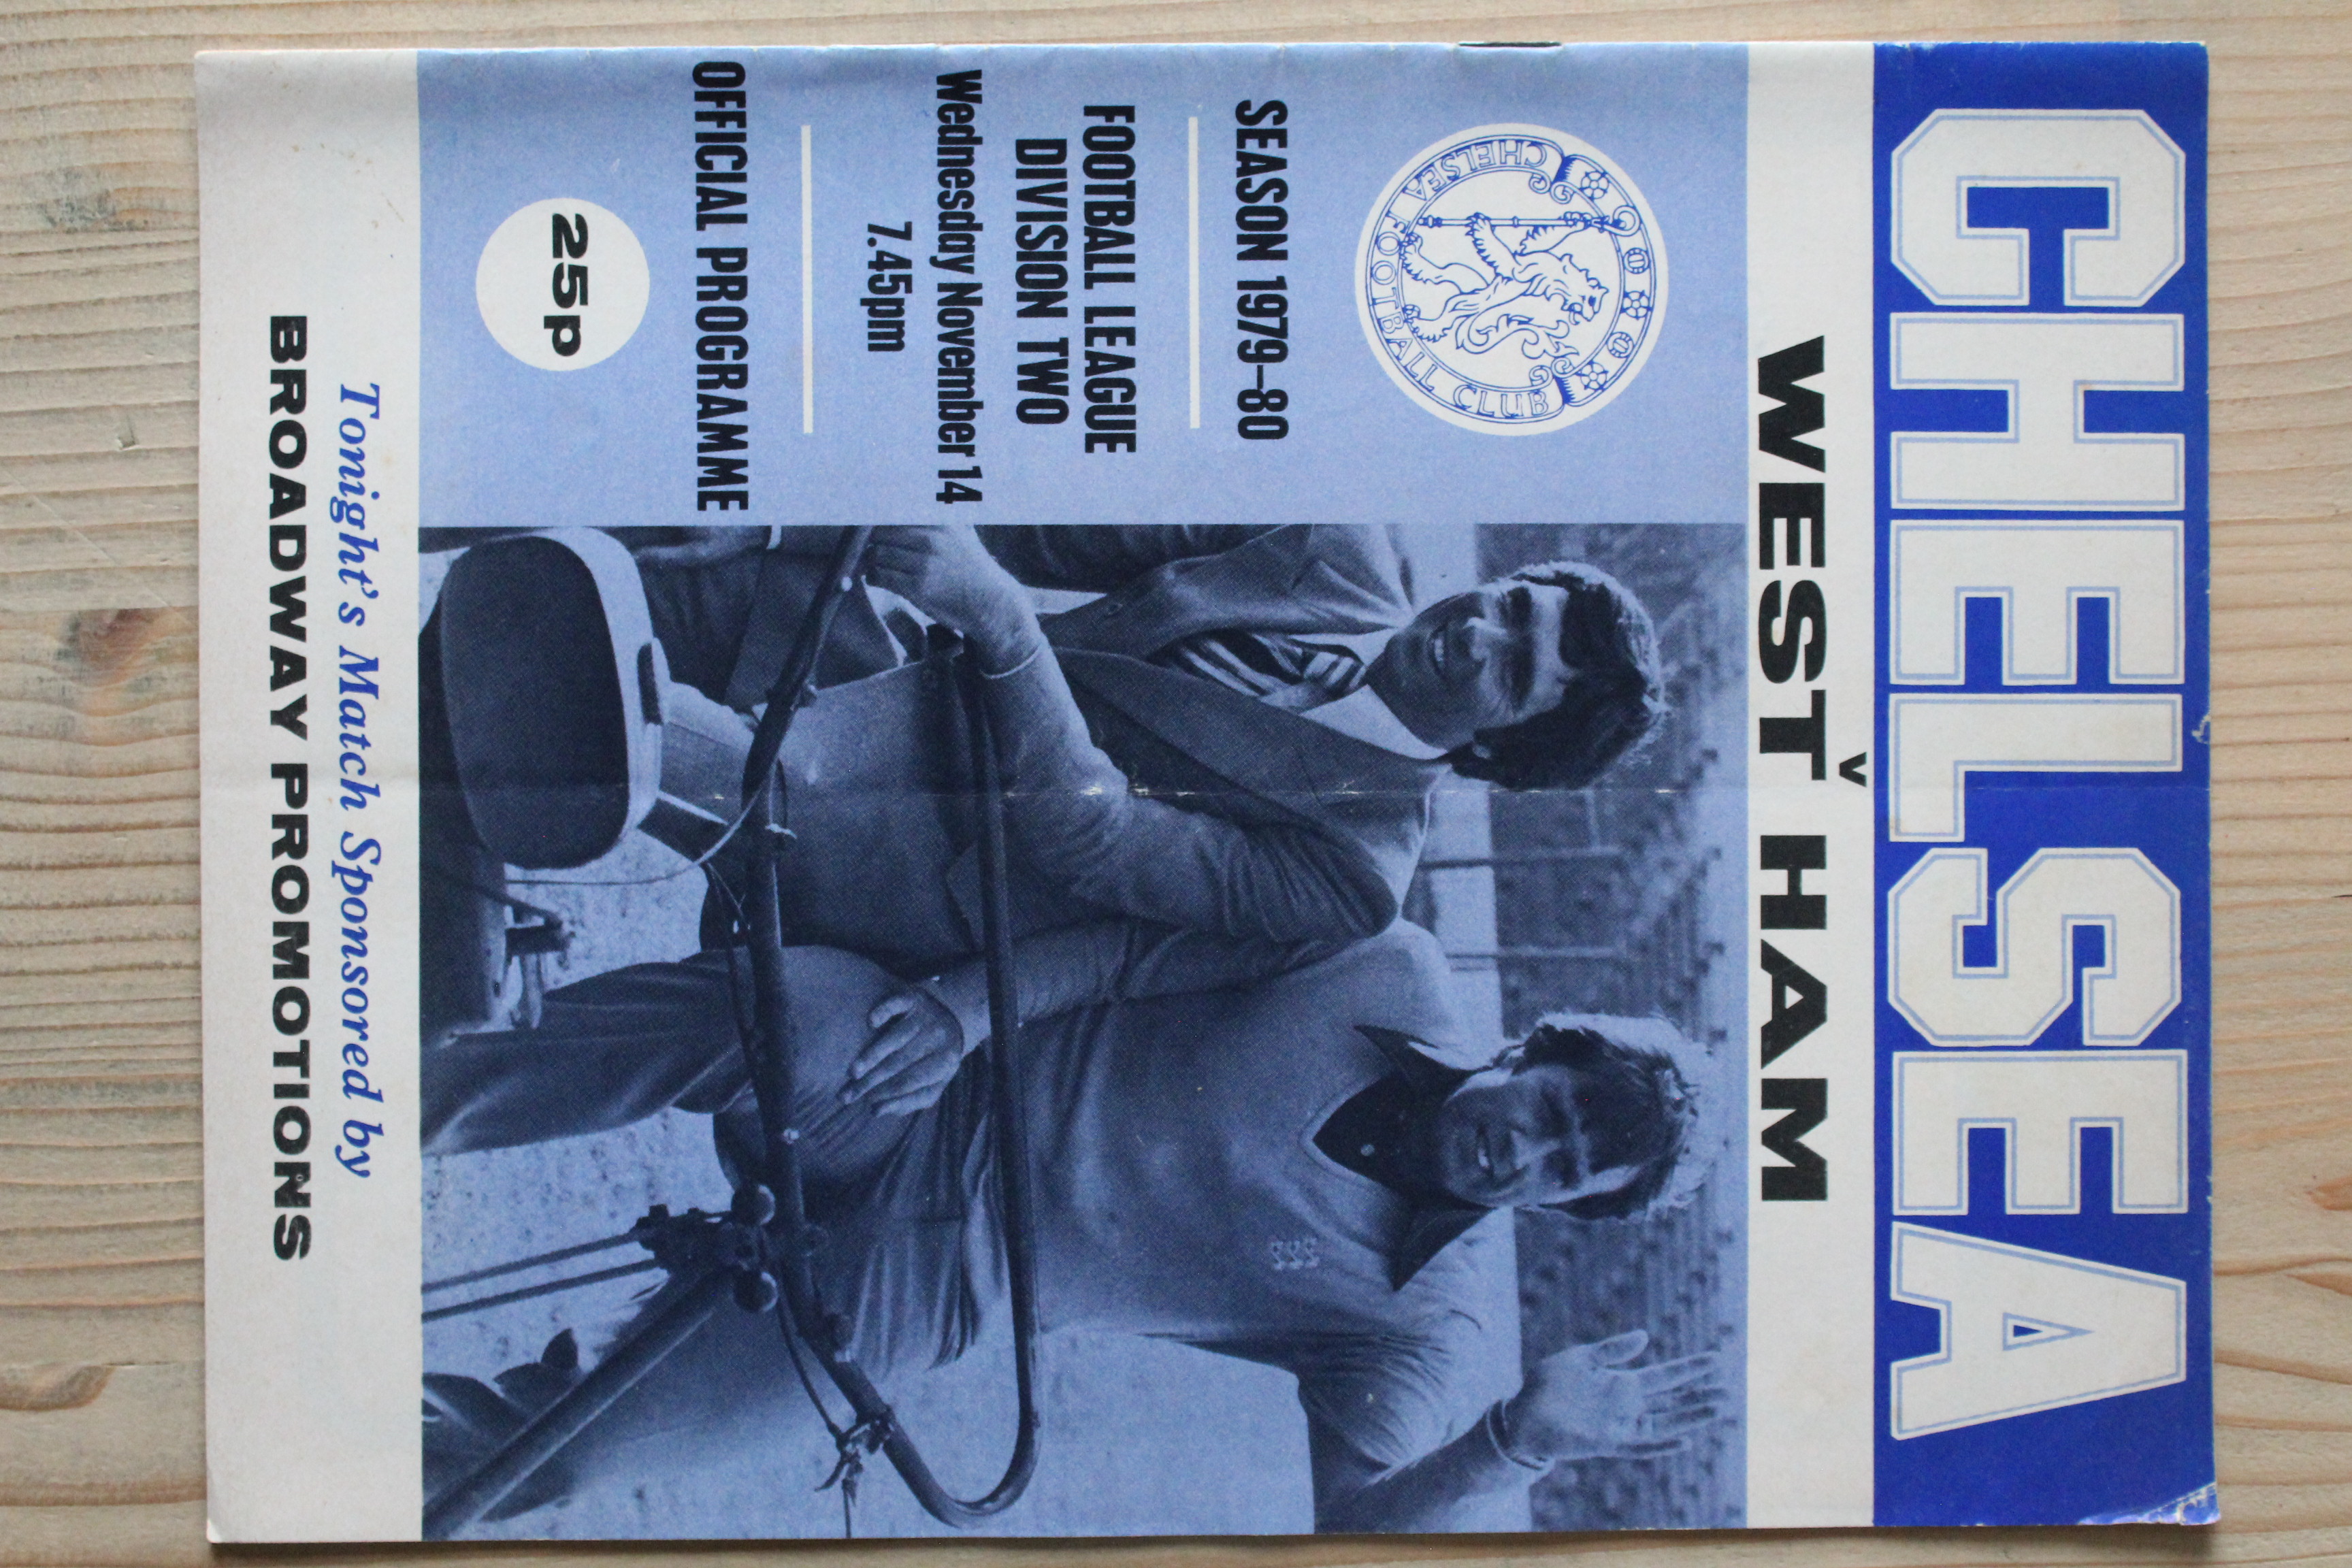 CHELSEA
v
WEST HAM
CHELSEA FOOTBALL CLUB
SEASON 1979–80
FOOTBALL LEAGUE
DIVISION TWO
Wednesday November 14
7.45pm
OFFICIAL PROGRAMME
25p
Tonight's Match Sponsored by
BROADWAY PROMOTIONS